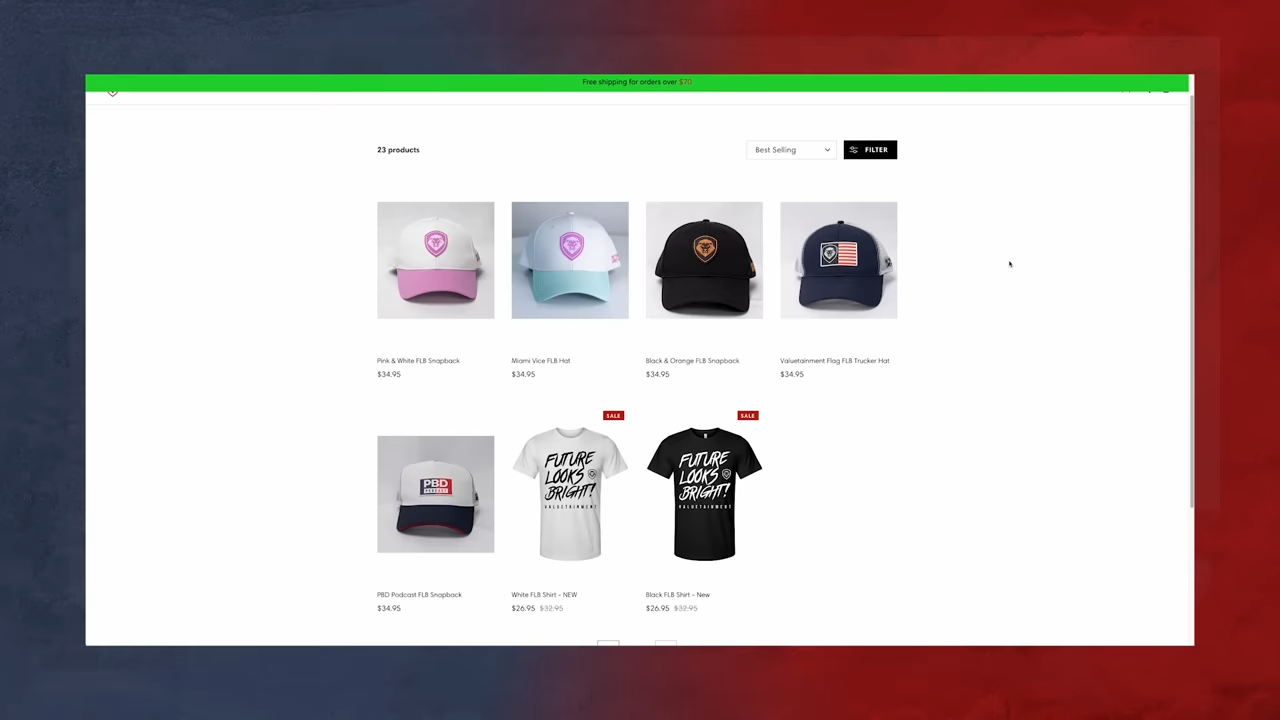 Free shipping for orders over $70
23 products
Best Selling
FILTER
Pink & White FLB Snapback
$34.95
Miami Vice FLB Hat
$34.95
Black & Orange FLB Snapback
$34.95
Valuetainment Flag FLB Trucker Hat
$34.95
SALE
SALE
PBD
PODCAST
FUTURE
LOOKS
BRIGHT!
VALUETAINMENT
FUTURE
LOOKS
BRIGHT!
VALUETAINMENT
PBD Podcast FLB Snapback
$34.95
White FLB Shirt - NEW
$26.95 $32.95
Black FLB Shirt - New
$26.95 $32.95